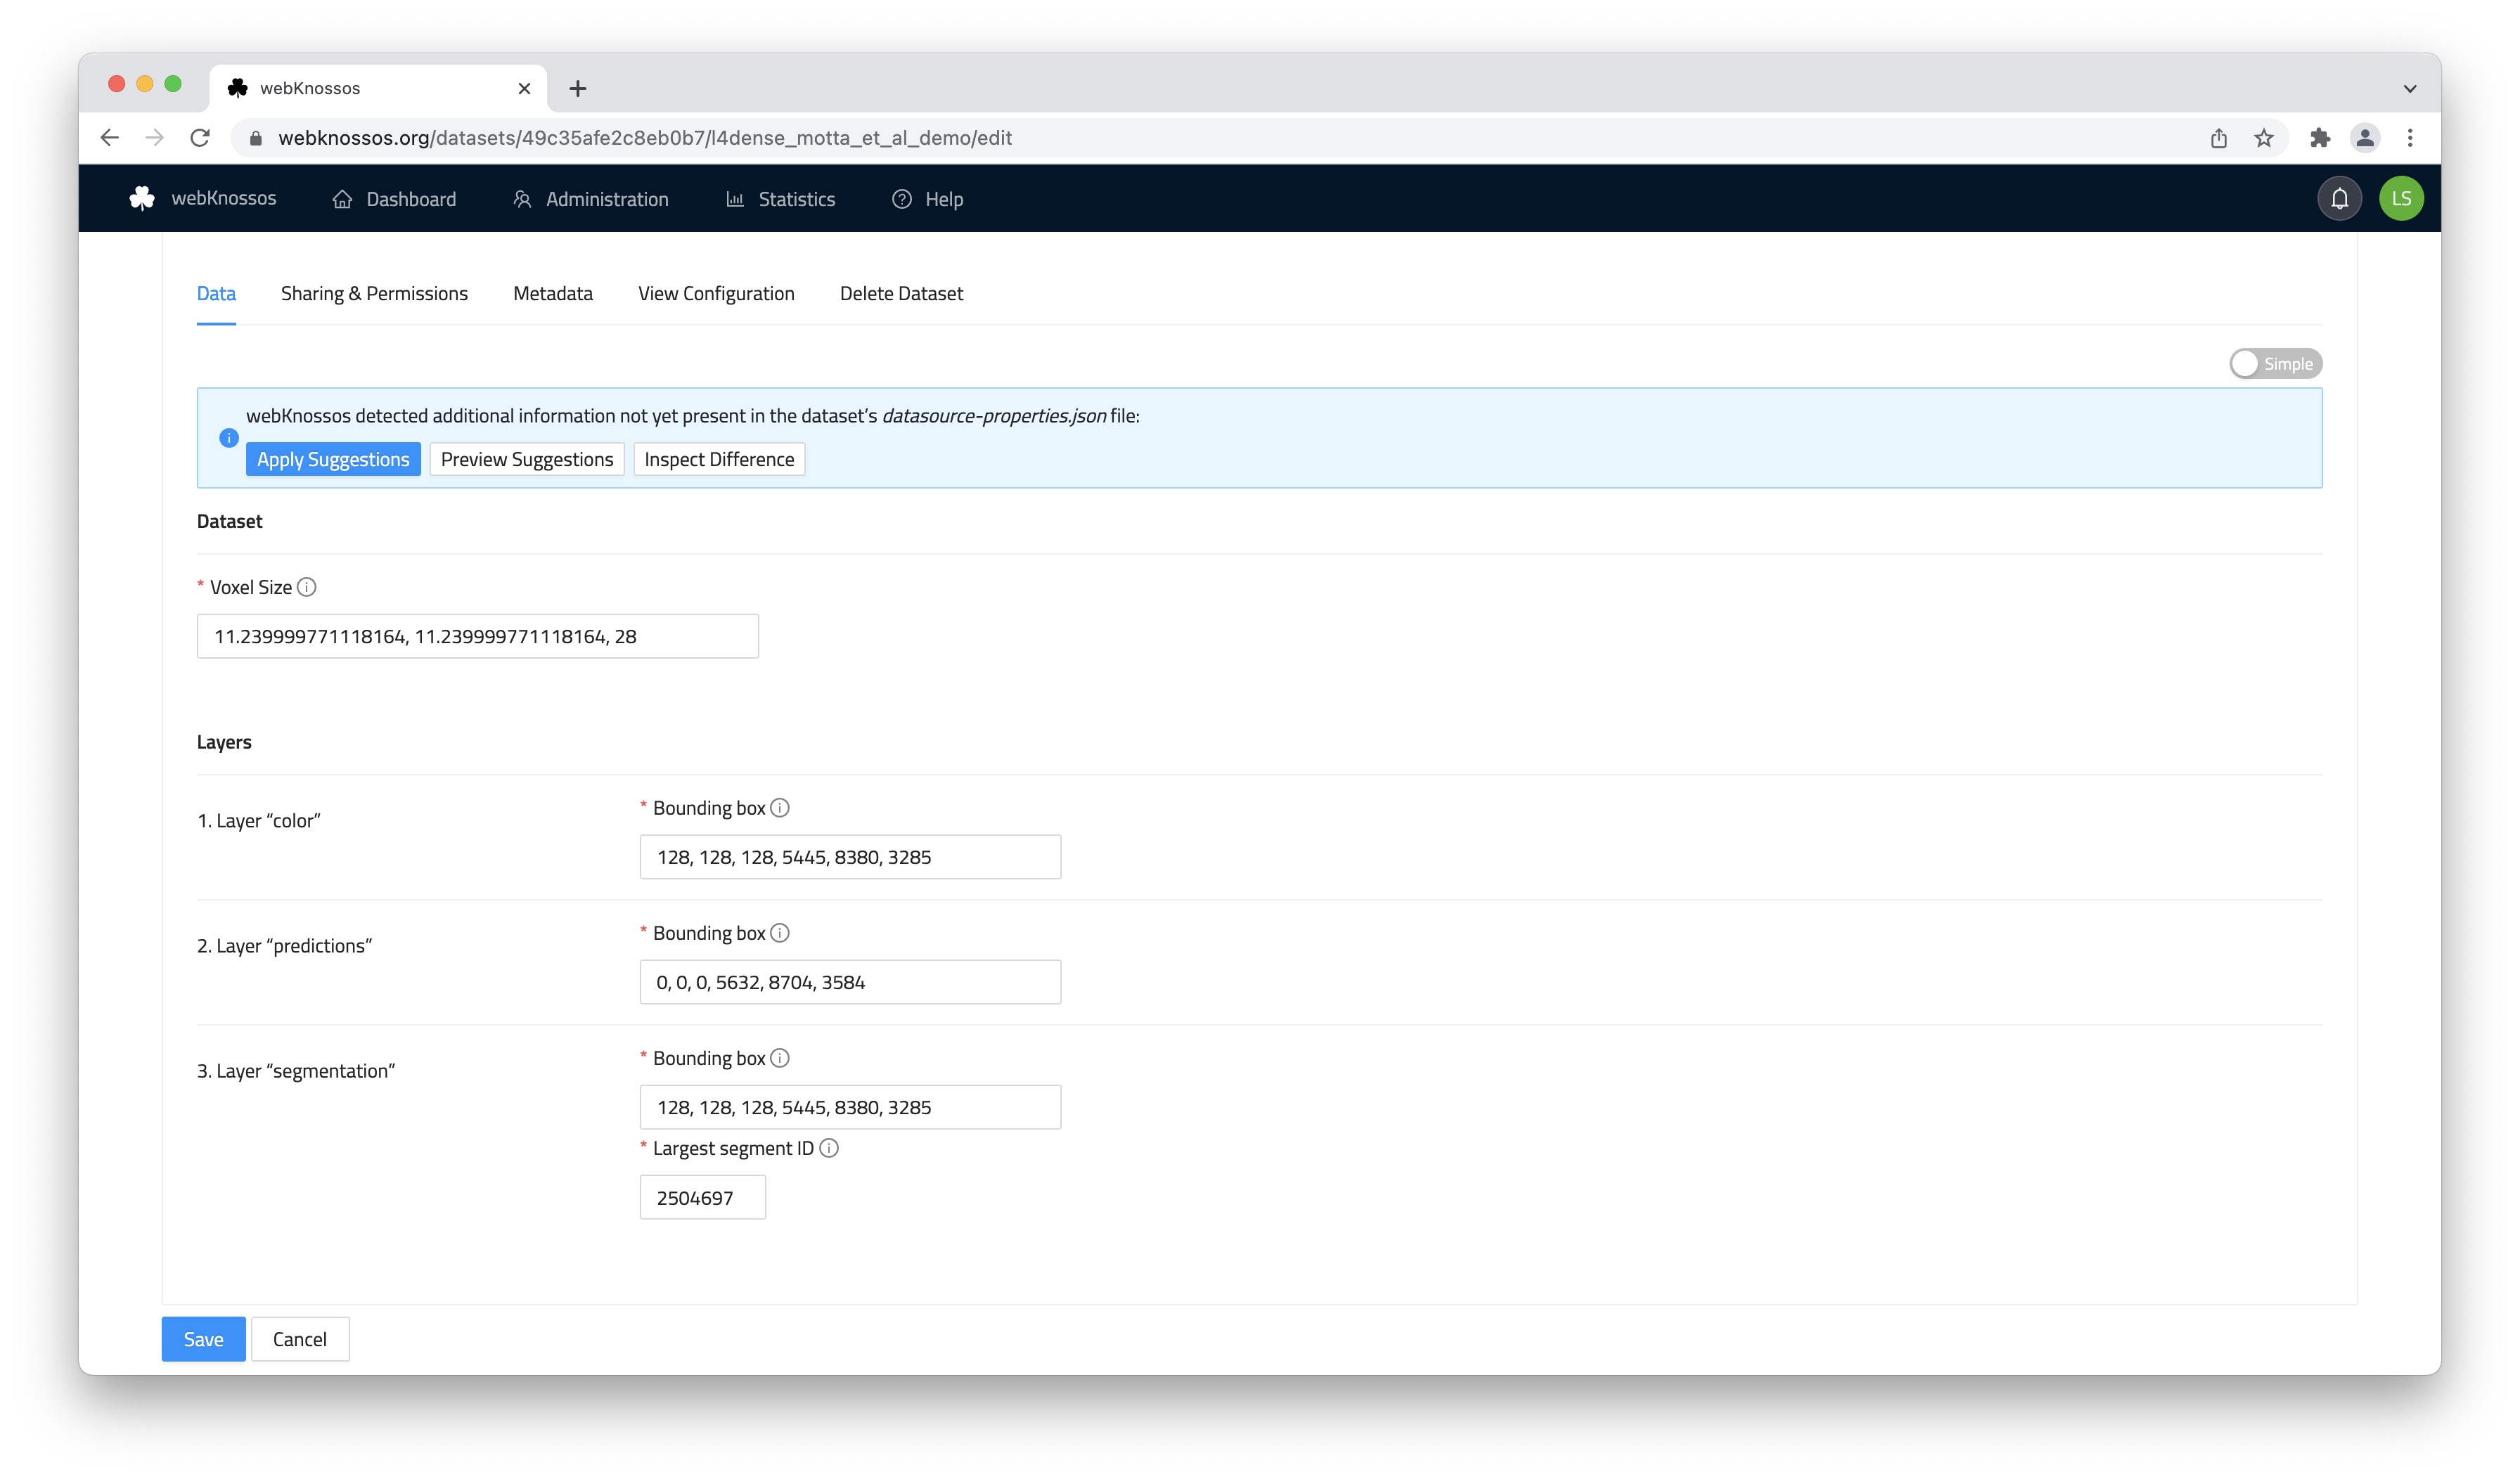 webKnossos
webknossos.org/datasets/49c35afe2c8eb0b7/l4dense_motta_et_al_demo/edit
webKnossos Dashboard Administration Statistics Help LS
Data Sharing & Permissions Metadata View Configuration Delete Dataset
Simple
webKnossos detected additional information not yet present in the dataset’s datasource-properties.json file:
Apply Suggestions Preview Suggestions Inspect Difference
Dataset
* Voxel Size
11.239999771118164, 11.239999771118164, 28
Layers
1. Layer “color”
* Bounding box
128, 128, 128, 5445, 8380, 3285
2. Layer “predictions”
* Bounding box
0, 0, 0, 5632, 8704, 3584
3. Layer “segmentation”
* Bounding box
128, 128, 128, 5445, 8380, 3285
* Largest segment ID
2504697
Save Cancel